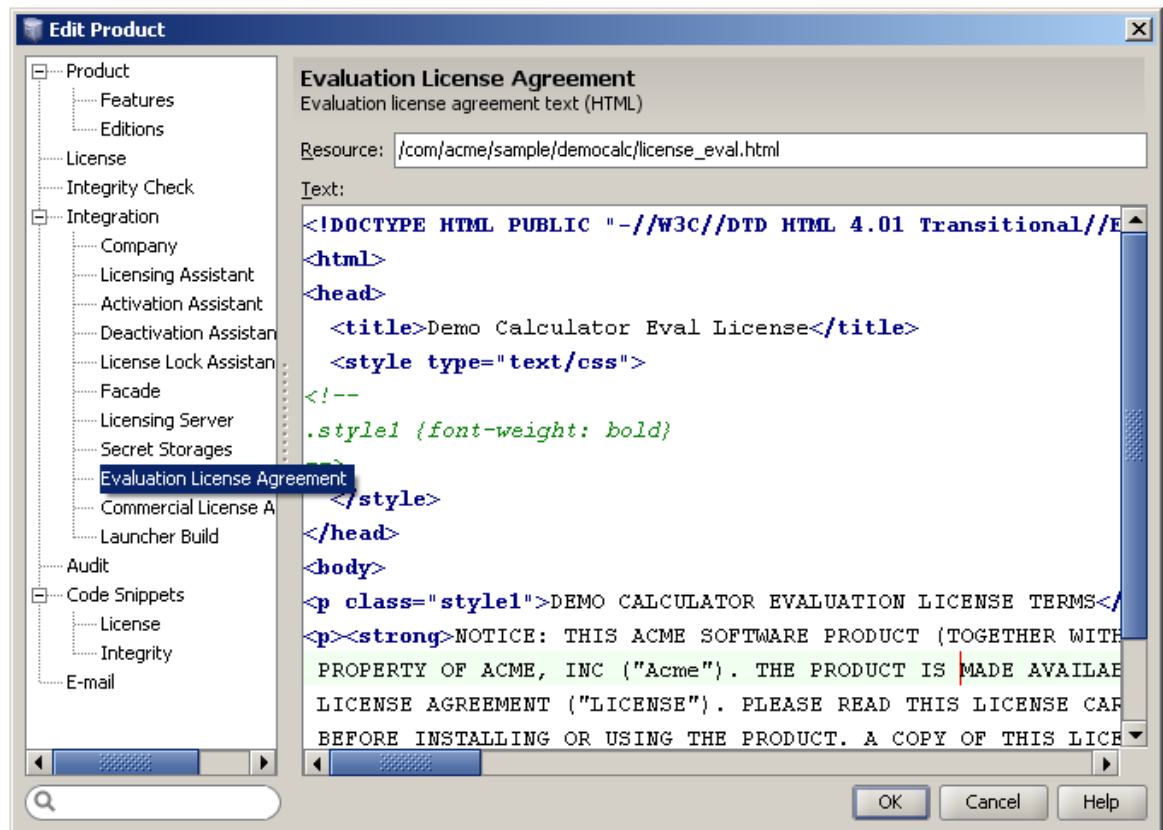 Edit Product
Product
Features
Editions
License
Integrity Check
Integration
Company
Licensing Assistant
Activation Assistant
Deactivation Assistan
License Lock Assistan
Facade
Licensing Server
Secret Storages
Evaluation License Agreement
Commercial License A
Launcher Build
Audit
Code Snippets
License
Integrity
E-mail
Evaluation License Agreement
Evaluation license agreement text (HTML)
Resource: /com/acme/sample/democalc/license_eval.html
Text:
<!DOCTYPE HTML PUBLIC "-//W3C//DTD HTML 4.01 Transitional//E
<html>
<head>
<title>Demo Calculator Eval License</title>
<style type="text/css">
<!--
.style1 {font-weight: bold}
-->
</style>
</head>
<body>
<p class="style1">DEMO CALCULATOR EVALUATION LICENSE TERMS</
<p><strong>NOTICE: THIS ACME SOFTWARE PRODUCT (TOGETHER WITH
PROPERTY OF ACME, INC ("Acme"). THE PRODUCT IS MADE AVAILAB
LICENSE AGREEMENT ("LICENSE"). PLEASE READ THIS LICENSE CAR
BEFORE INSTALLING OR USING THE PRODUCT. A COPY OF THIS LICE
OK Cancel Help